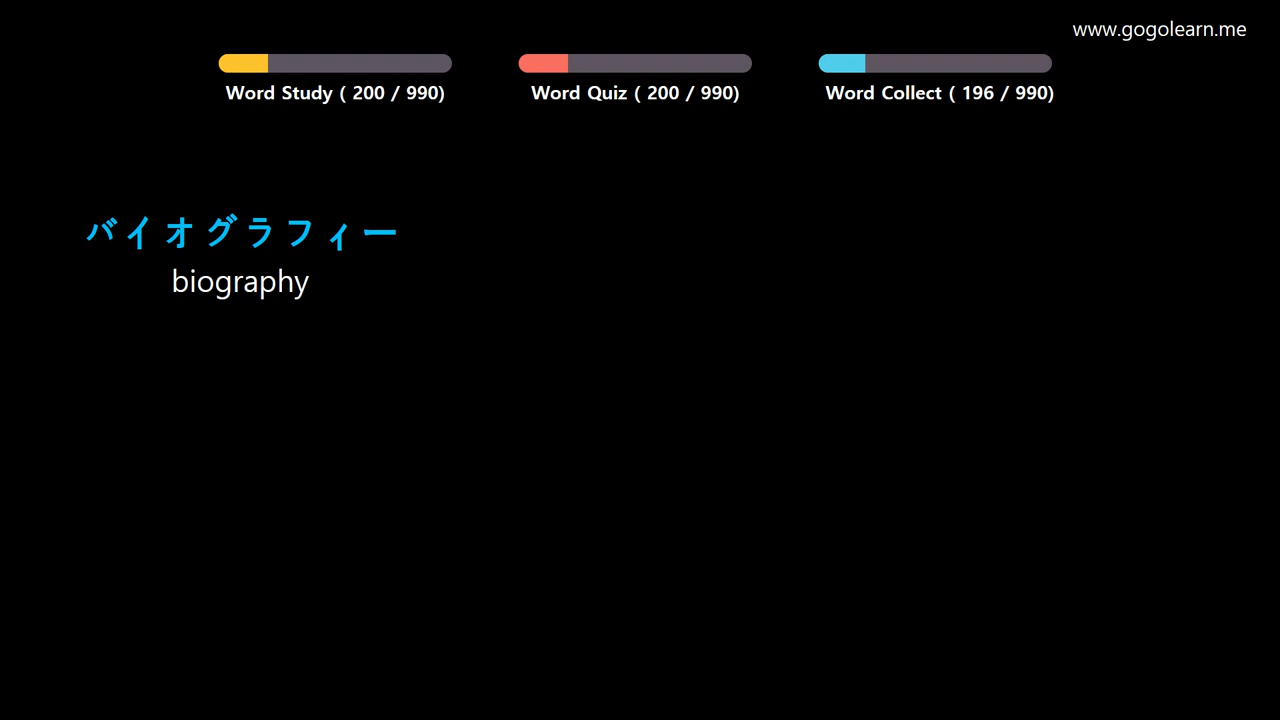 www.gogolearn.me
Word Study ( 200 / 990)
Word Quiz ( 200 / 990)
Word Collect ( 196 / 990)
バイオグラフィー
biography